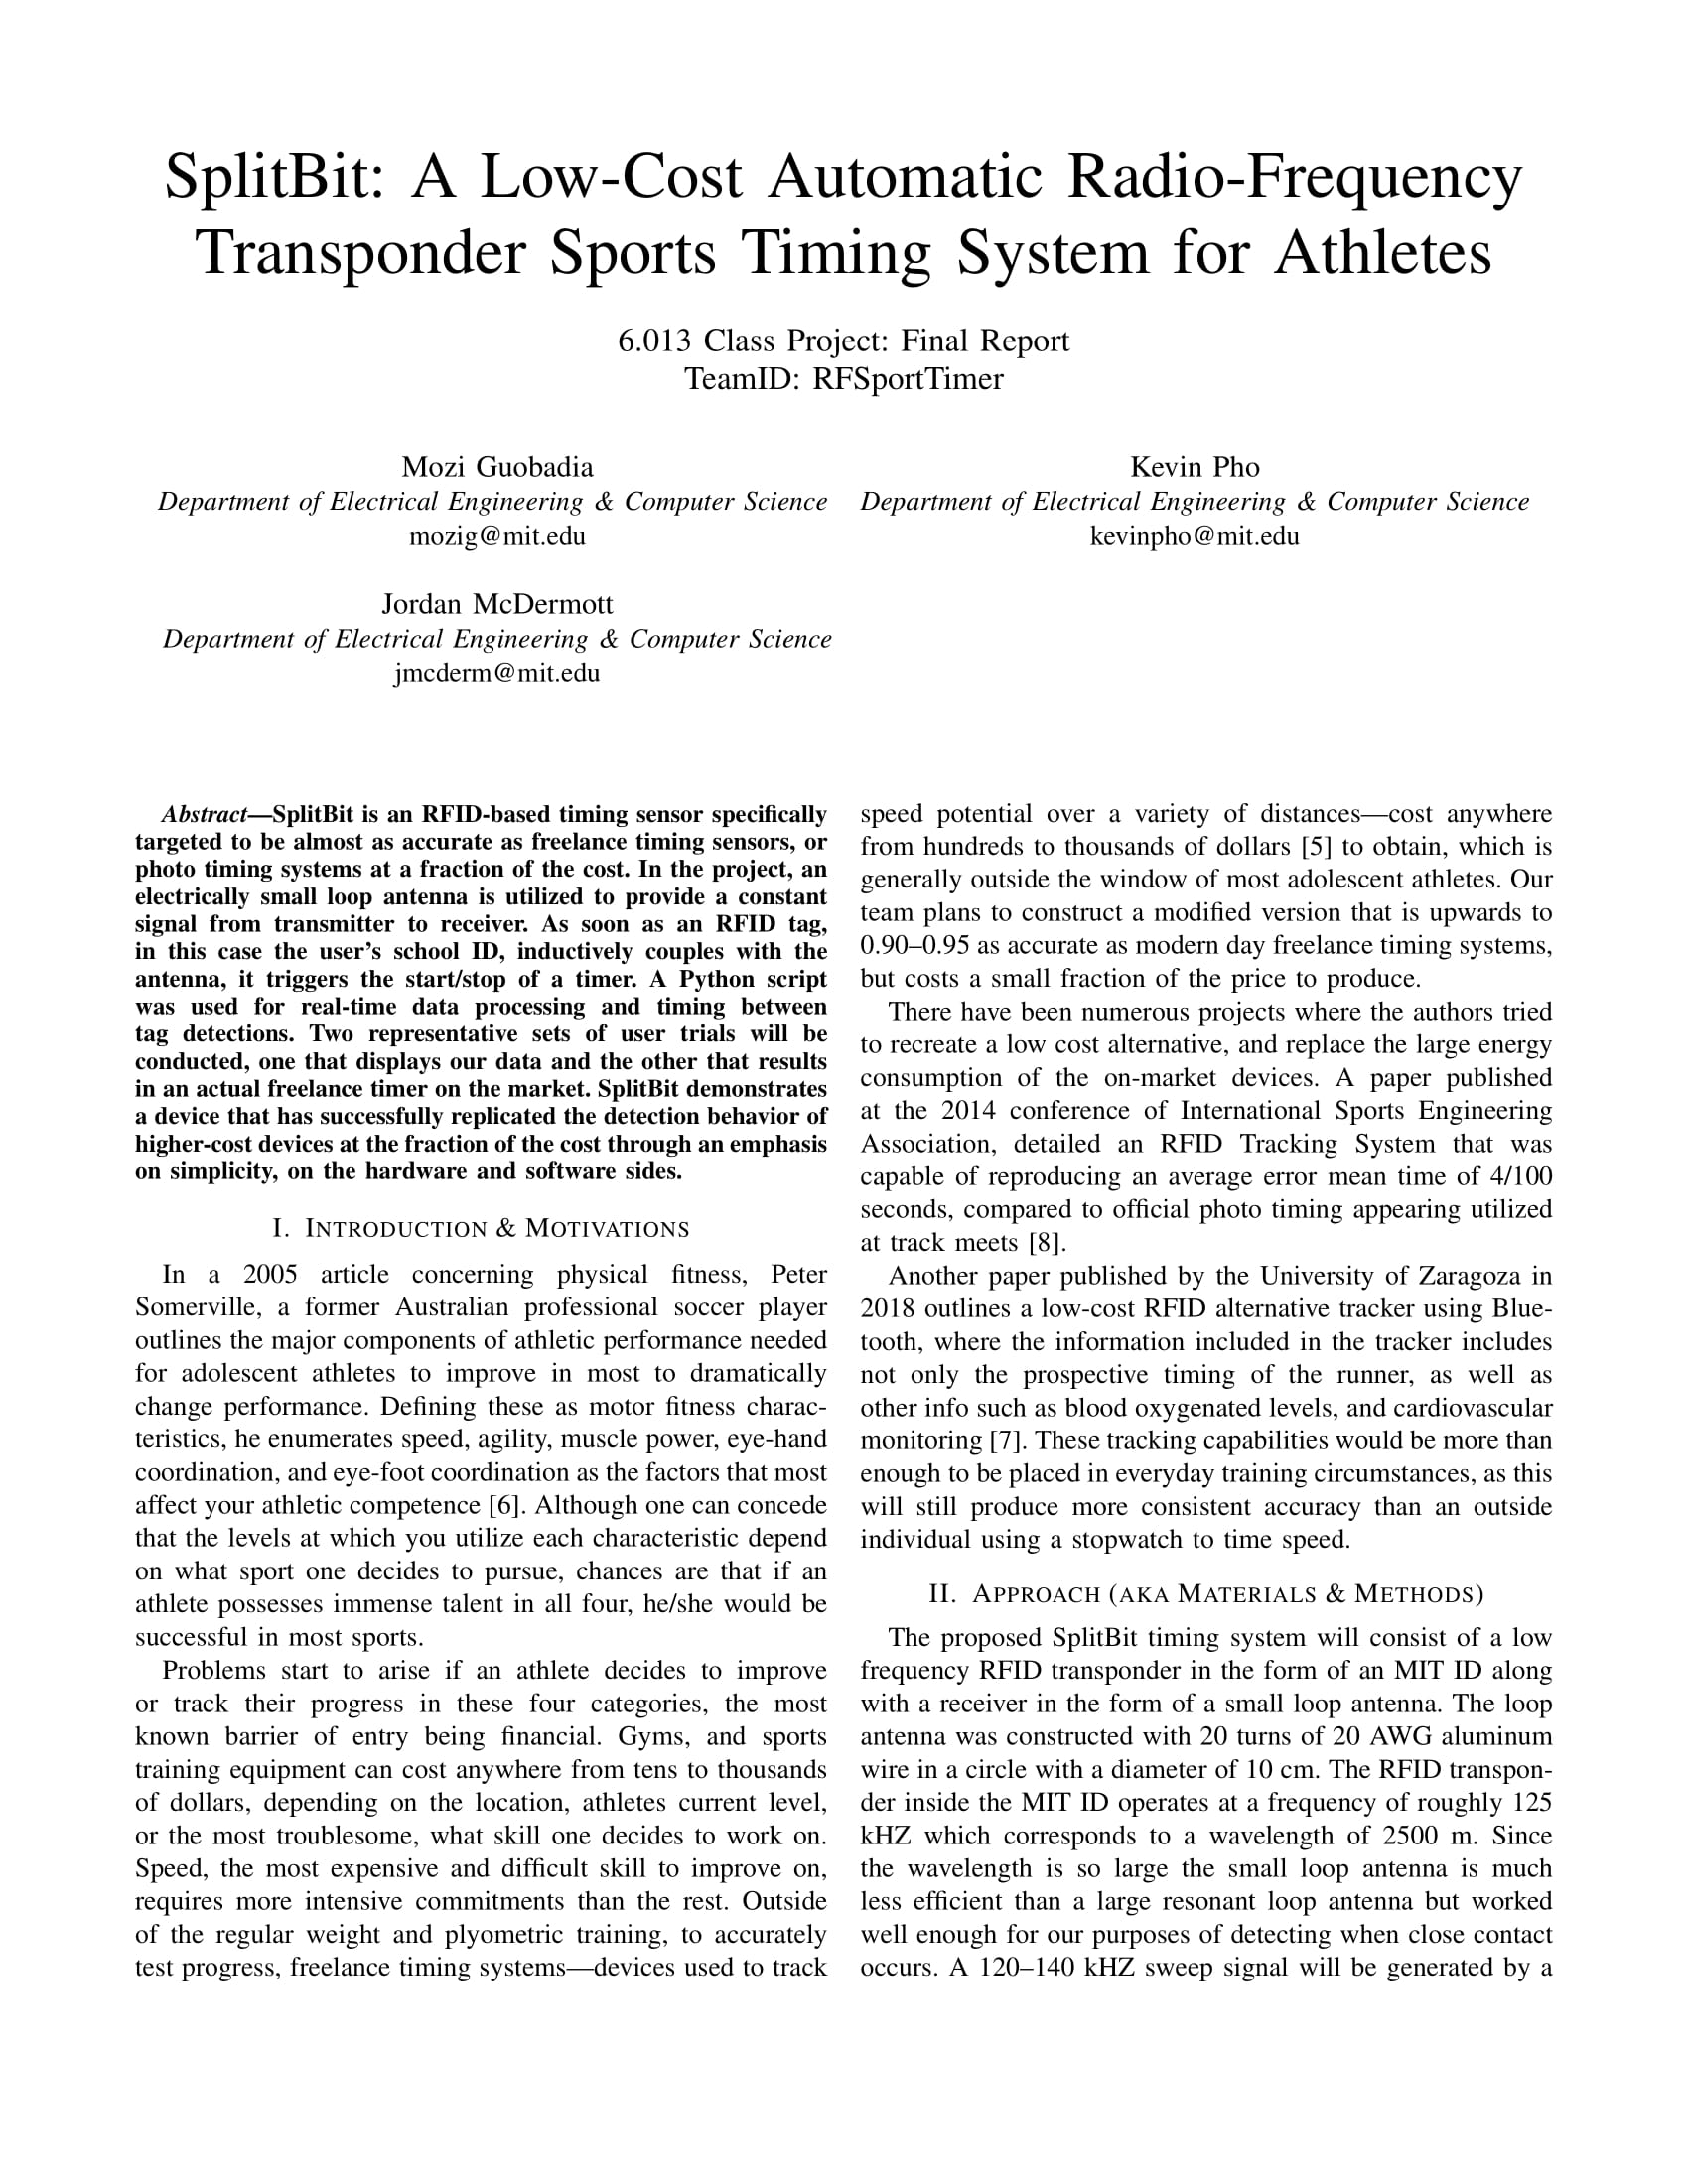 SplitBit: A Low-Cost Automatic Radio-Frequency
Transponder Sports Timing System for Athletes
6.013 Class Project: Final Report
TeamID: RFSportTimer
Mozi Guobadia
Department of Electrical Engineering & Computer Science
mozig@mit.edu
Kevin Pho
Department of Electrical Engineering & Computer Science
kevinpho@mit.edu
Jordan McDermott
Department of Electrical Engineering & Computer Science
jmcderm@mit.edu
Abstract—SplitBit is an RFID-based timing sensor specifically
targeted to be almost as accurate as freelance timing sensors, or
photo timing systems at a fraction of the cost. In the project, an
electrically small loop antenna is utilized to provide a constant
signal from transmitter to receiver. As soon as an RFID tag,
in this case the user's school ID, inductively couples with the
antenna, it triggers the start/stop of a timer. A Python script
was used for real-time data processing and timing between
tag detections. Two representative sets of user trials will be
conducted, one that displays our data and the other that results
in an actual freelance timer on the market. SplitBit demonstrates
a device that has successfully replicated the detection behavior of
higher-cost devices at the fraction of the cost through an emphasis
on simplicity, on the hardware and software sides.
I. INTRODUCTION & MOTIVATIONS
In a 2005 article concerning physical fitness, Peter
Somerville, a former Australian professional soccer player
outlines the major components of athletic performance needed
for adolescent athletes to improve in most to dramatically
change performance. Defining these as motor fitness charac-
teristics, he enumerates speed, agility, muscle power, eye-hand
coordination, and eye-foot coordination as the factors that most
affect your athletic competence [6]. Although one can concede
that the levels at which you utilize each characteristic depend
on what sport one decides to pursue, chances are that if an
athlete possesses immense talent in all four, he/she would be
successful in most sports.
Problems start to arise if an athlete decides to improve
or track their progress in these four categories, the most
known barrier of entry being financial. Gyms, and sports
training equipment can cost anywhere from tens to thousands
of dollars, depending on the location, athletes current level,
or the most troublesome, what skill one decides to work on.
Speed, the most expensive and difficult skill to improve on,
requires more intensive commitments than the rest. Outside
of the regular weight and plyometric training, to accurately
test progress, freelance timing systems—devices used to track
speed potential over a variety of distances—cost anywhere
from hundreds to thousands of dollars [5] to obtain, which is
generally outside the window of most adolescent athletes. Our
team plans to construct a modified version that is upwards to
0.90–0.95 as accurate as modern day freelance timing systems,
but costs a small fraction of the price to produce.
There have been numerous projects where the authors tried
to recreate a low cost alternative, and replace the large energy
consumption of the on-market devices. A paper published
at the 2014 conference of International Sports Engineering
Association, detailed an RFID Tracking System that was
capable of reproducing an average error mean time of 4/100
seconds, compared to official photo timing appearing utilized
at track meets [8].
Another paper published by the University of Zaragoza in
2018 outlines a low-cost RFID alternative tracker using Blue-
tooth, where the information included in the tracker includes
not only the prospective timing of the runner, as well as
other info such as blood oxygenated levels, and cardiovascular
monitoring [7]. These tracking capabilities would be more than
enough to be placed in everyday training circumstances, as this
will still produce more consistent accuracy than an outside
individual using a stopwatch to time speed.
II. APPROACH (AKA MATERIALS & METHODS)
The proposed SplitBit timing system will consist of a low
frequency RFID transponder in the form of an MIT ID along
with a receiver in the form of a small loop antenna. The loop
antenna was constructed with 20 turns of 20 AWG aluminum
wire in a circle with a diameter of 10 cm. The RFID transpon-
der inside the MIT ID operates at a frequency of roughly 125
kHZ which corresponds to a wavelength of 2500 m. Since
the wavelength is so large the small loop antenna is much
less efficient than a large resonant loop antenna but worked
well enough for our purposes of detecting when close contact
occurs. A 120–140 kHZ sweep signal will be generated by a